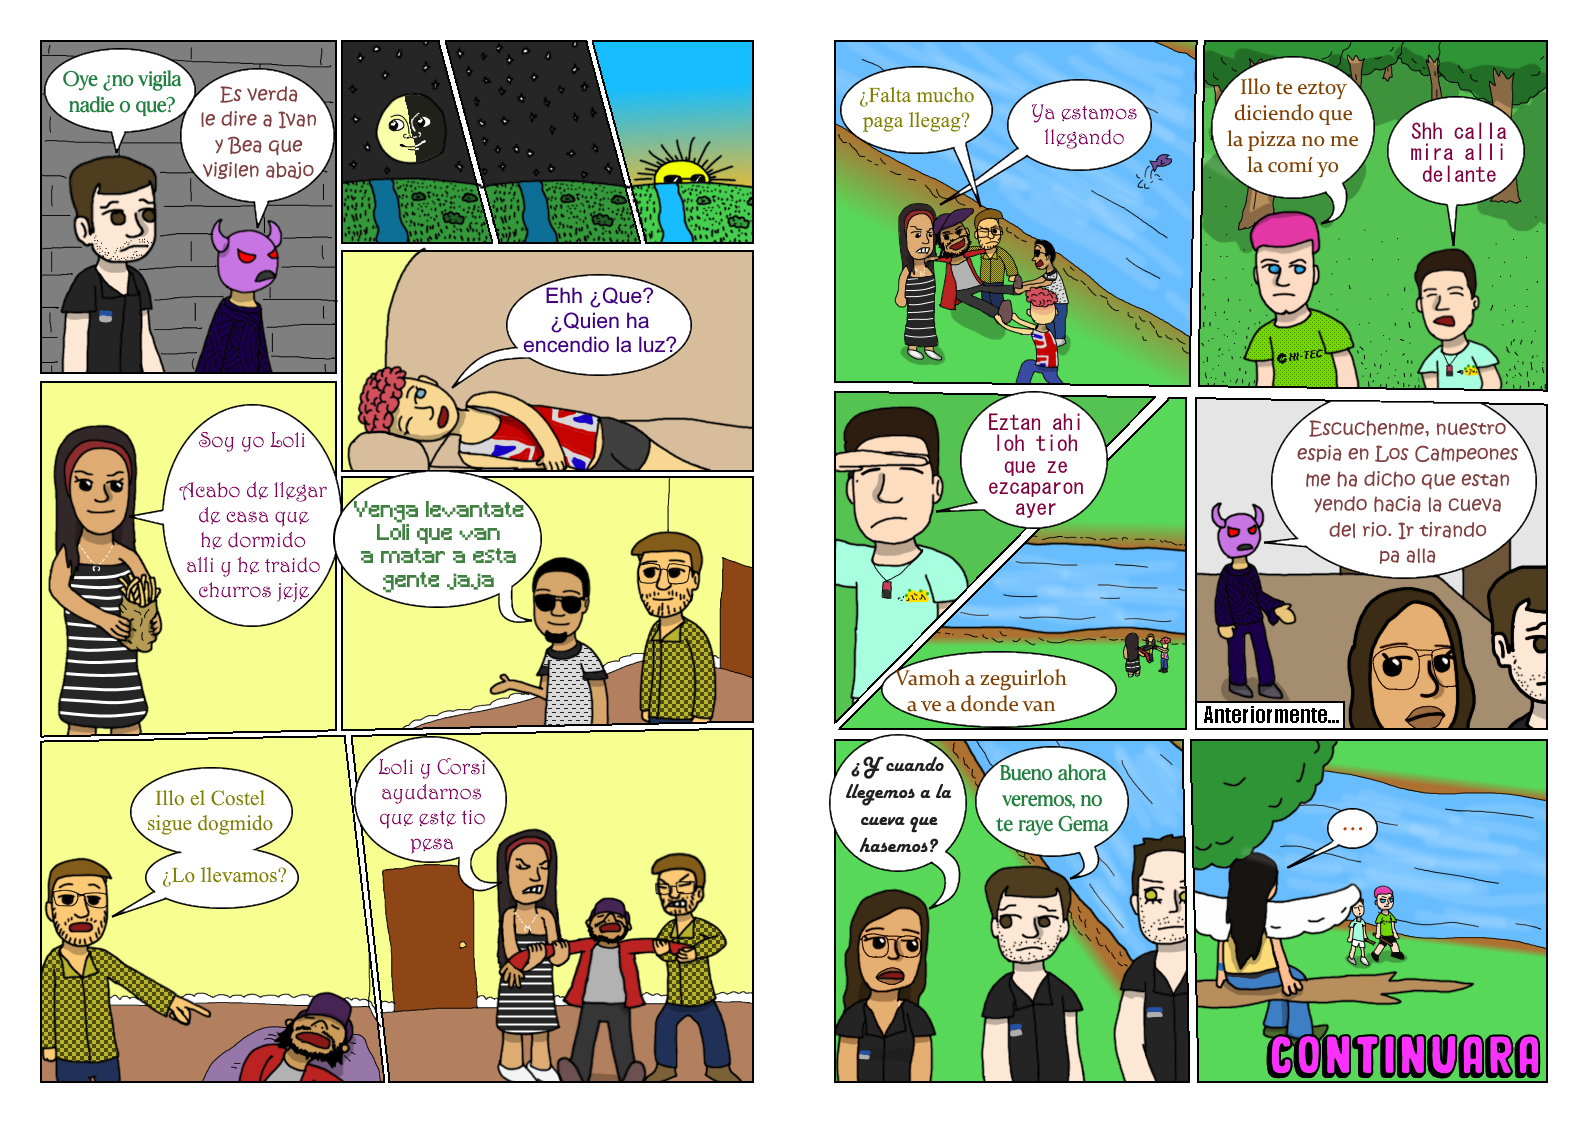 Oye ¿no vigila
nadie o que?
Es verda
le dire a Ivan
y Bea que
vigilen abajo
Ehh ¿Que?
¿Quien ha
encendio la luz?
Soy yo Loli
Acabo de llegar
de casa que
he dormido
alli y he traido
churros jeje
Venga levantate
Loli que van
a matar a esta
gente jaja
Illo el Costel
sigue dogmido
¿Lo llevamos?
Loli y Corsi
ayudarnos
que este tio
pesa
¿Falta mucho
paga llegag?
Ya estamos
llegando
Illo te eztoy
diciendo que
la pizza no me
la comí yo
Shh calla
mira alli
delante
HI-TEC
Eztan ahi
loh tioh
que ze
ezcaparon
ayer
Vamoh a zeguirloh
a ve a donde van
Escuchenme, nuestro
espia en Los Campeones
me ha dicho que estan
yendo hacia la cueva
del rio. Ir tirando
pa alla
Anteriormente...
¿Y cuando
llegemos a la
cueva que
hasemos?
Bueno ahora
veremos, no
te raye Gema
...
CONTINUARA